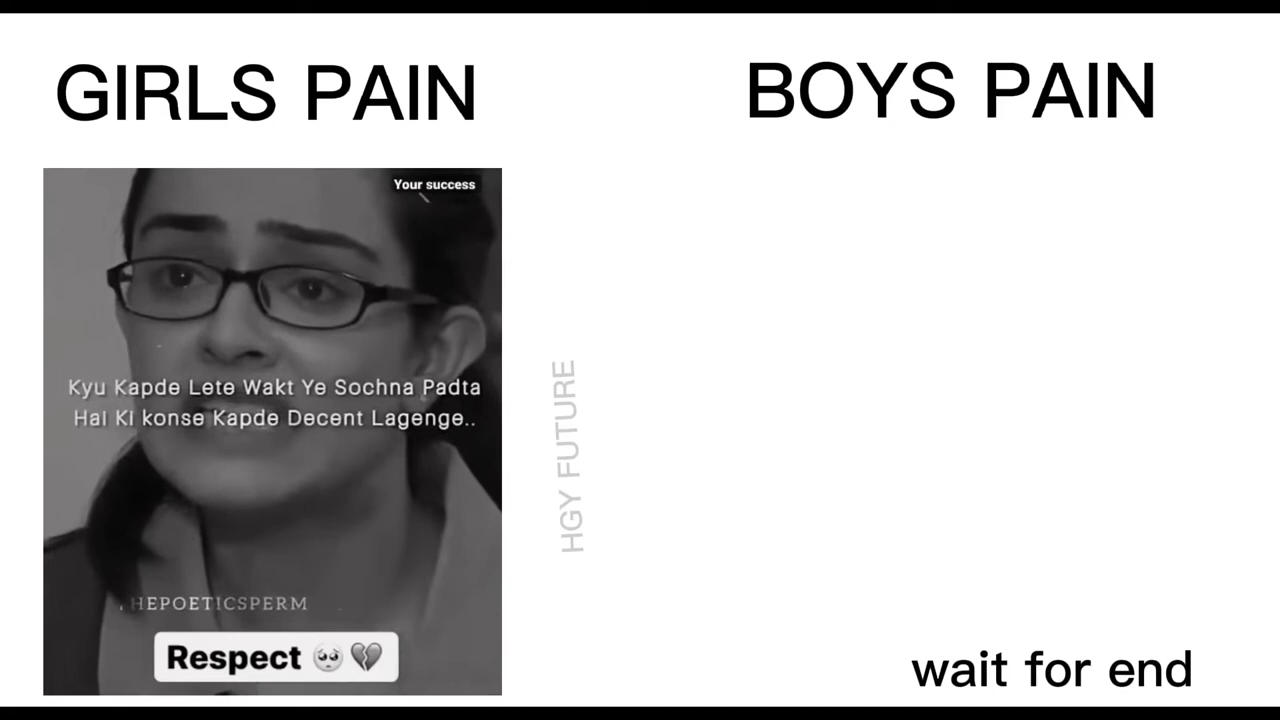 GIRLS PAIN
BOYS PAIN
Your success
Kyu Kapde Lete Wakt Ye Sochna Padta
Hai Ki konse Kapde Decent Lagenge..
HGY FUTURE
THEPOETICSPERM
Respect 🥺💔
wait for end